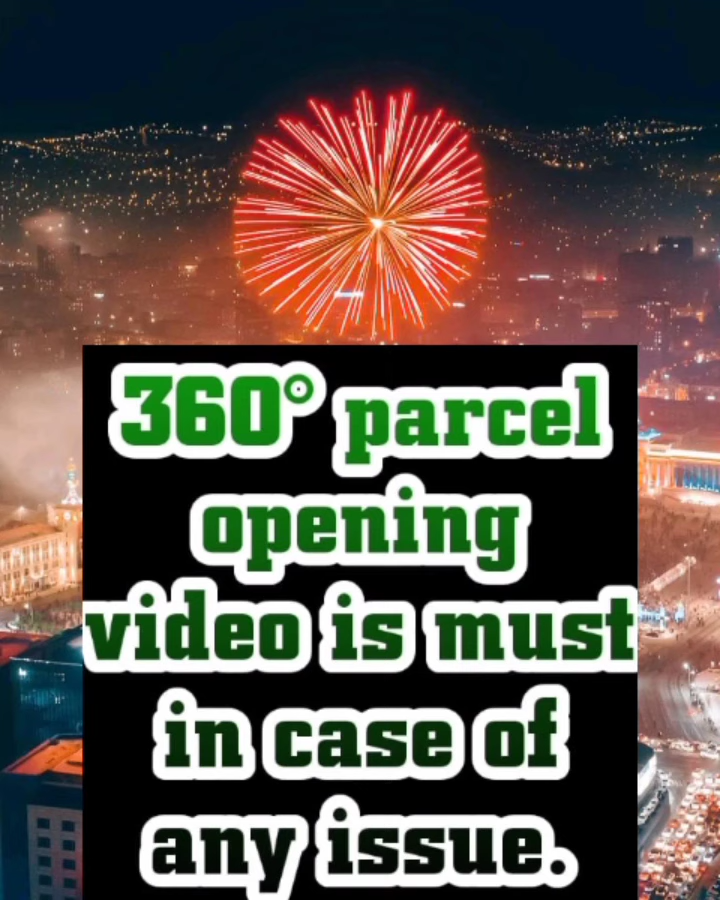 360° parcel
opening
video is must
in case of
any issue.